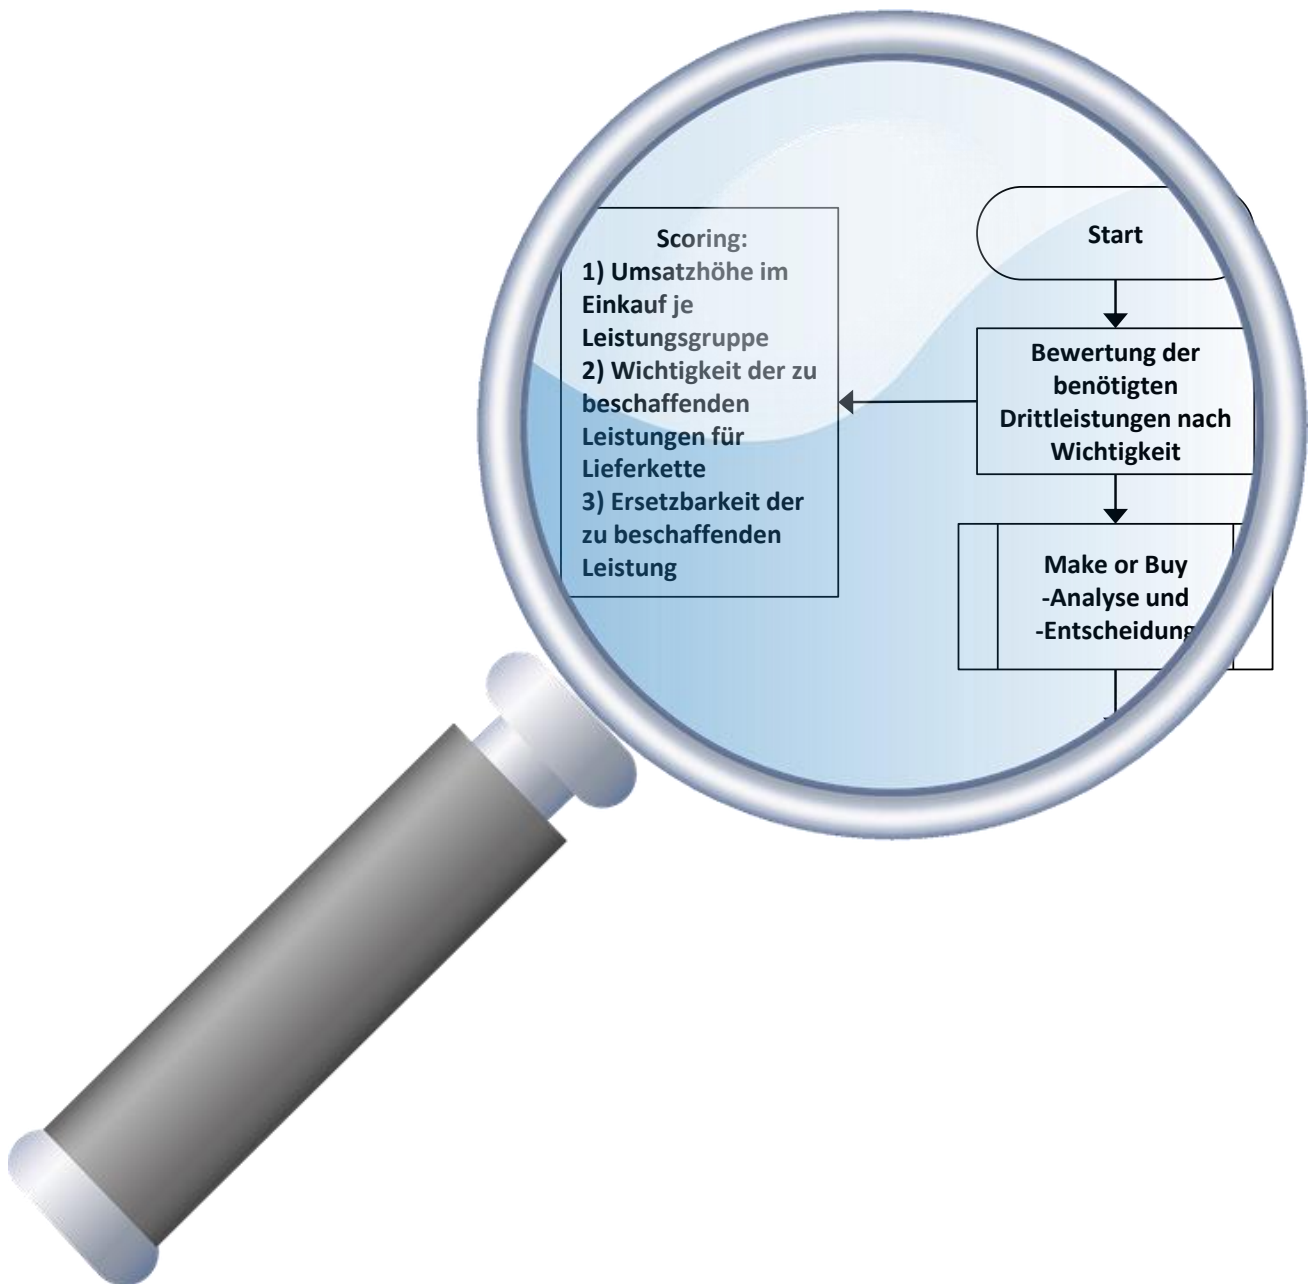 Scoring:
1) Umsatzhöhe im
Einkauf je
Leistungsgruppe
2) Wichtigkeit der zu
beschaffenden
Leistungen für
Lieferkette
3) Ersetzbarkeit der
zu beschaffenden
Leistung
Start
Bewertung der
benötigten
Drittleistungen nach
Wichtigkeit
Make or Buy
-Analyse und
-Entscheidung